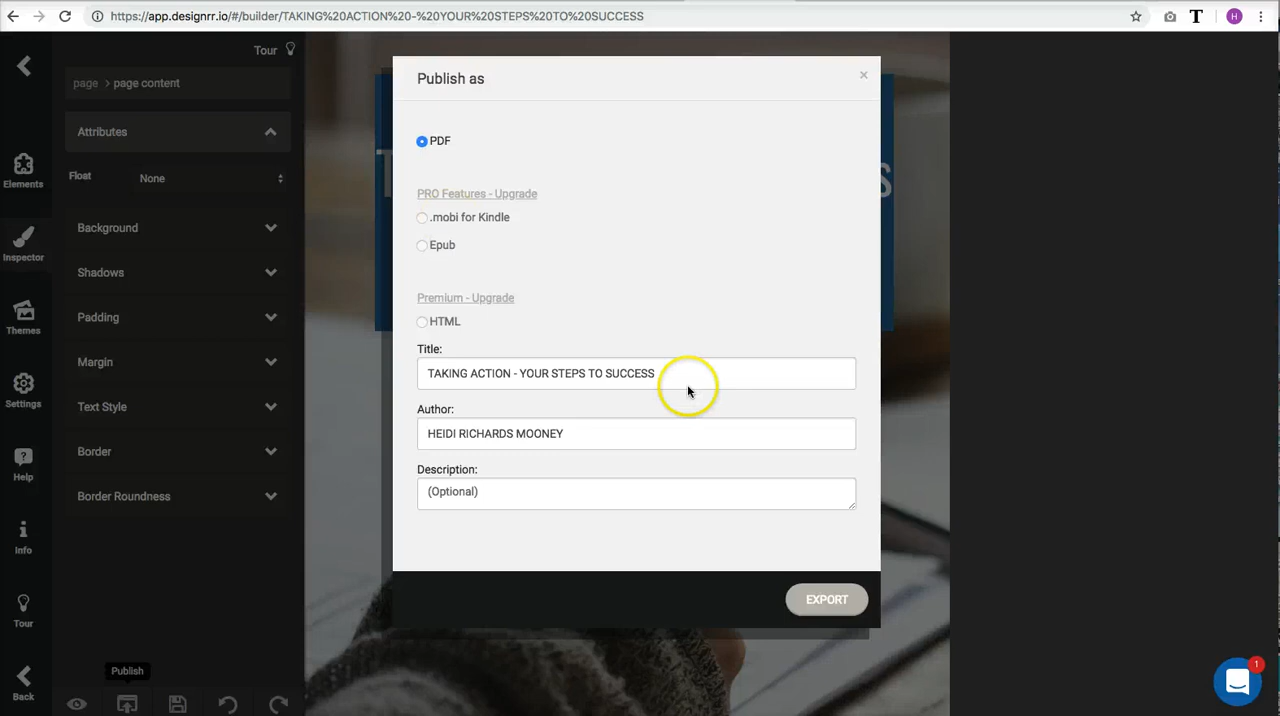 https://app.designrr.io/#/builder/TAKING%20ACTION%20-%20YOUR%20STEPS%20TO%20SUCCESS
T
H
Tour
page > page content
Attributes
Float
None
Background
Shadows
Padding
Margin
Text Style
Border
Border Roundness
Elements
Inspector
Themes
Settings
Help
Info
Tour
Back
Publish
T
S
Publish as
×
PDF
PRO Features - Upgrade
.mobi for Kindle
Epub
Premium - Upgrade
HTML
Title:
TAKING ACTION - YOUR STEPS TO SUCCESS
Author:
HEIDI RICHARDS MOONEY
Description:
(Optional)
EXPORT
1